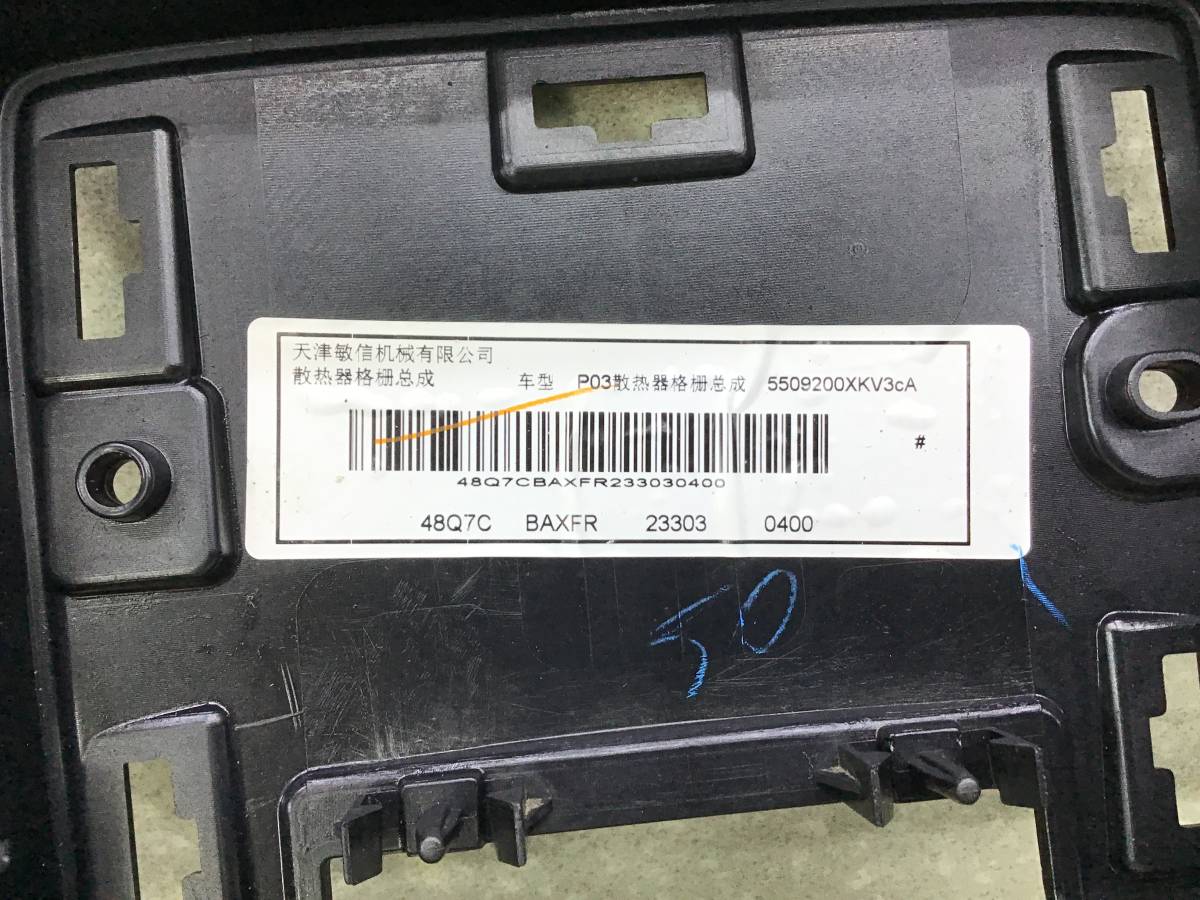 天津敏信机械有限公司
散热器格栅总成 车型 P03散热器格栅总成 5509200XKV3cA
#
48Q7CBAXFR233030400
48Q7C BAXFR 23303 0400
50